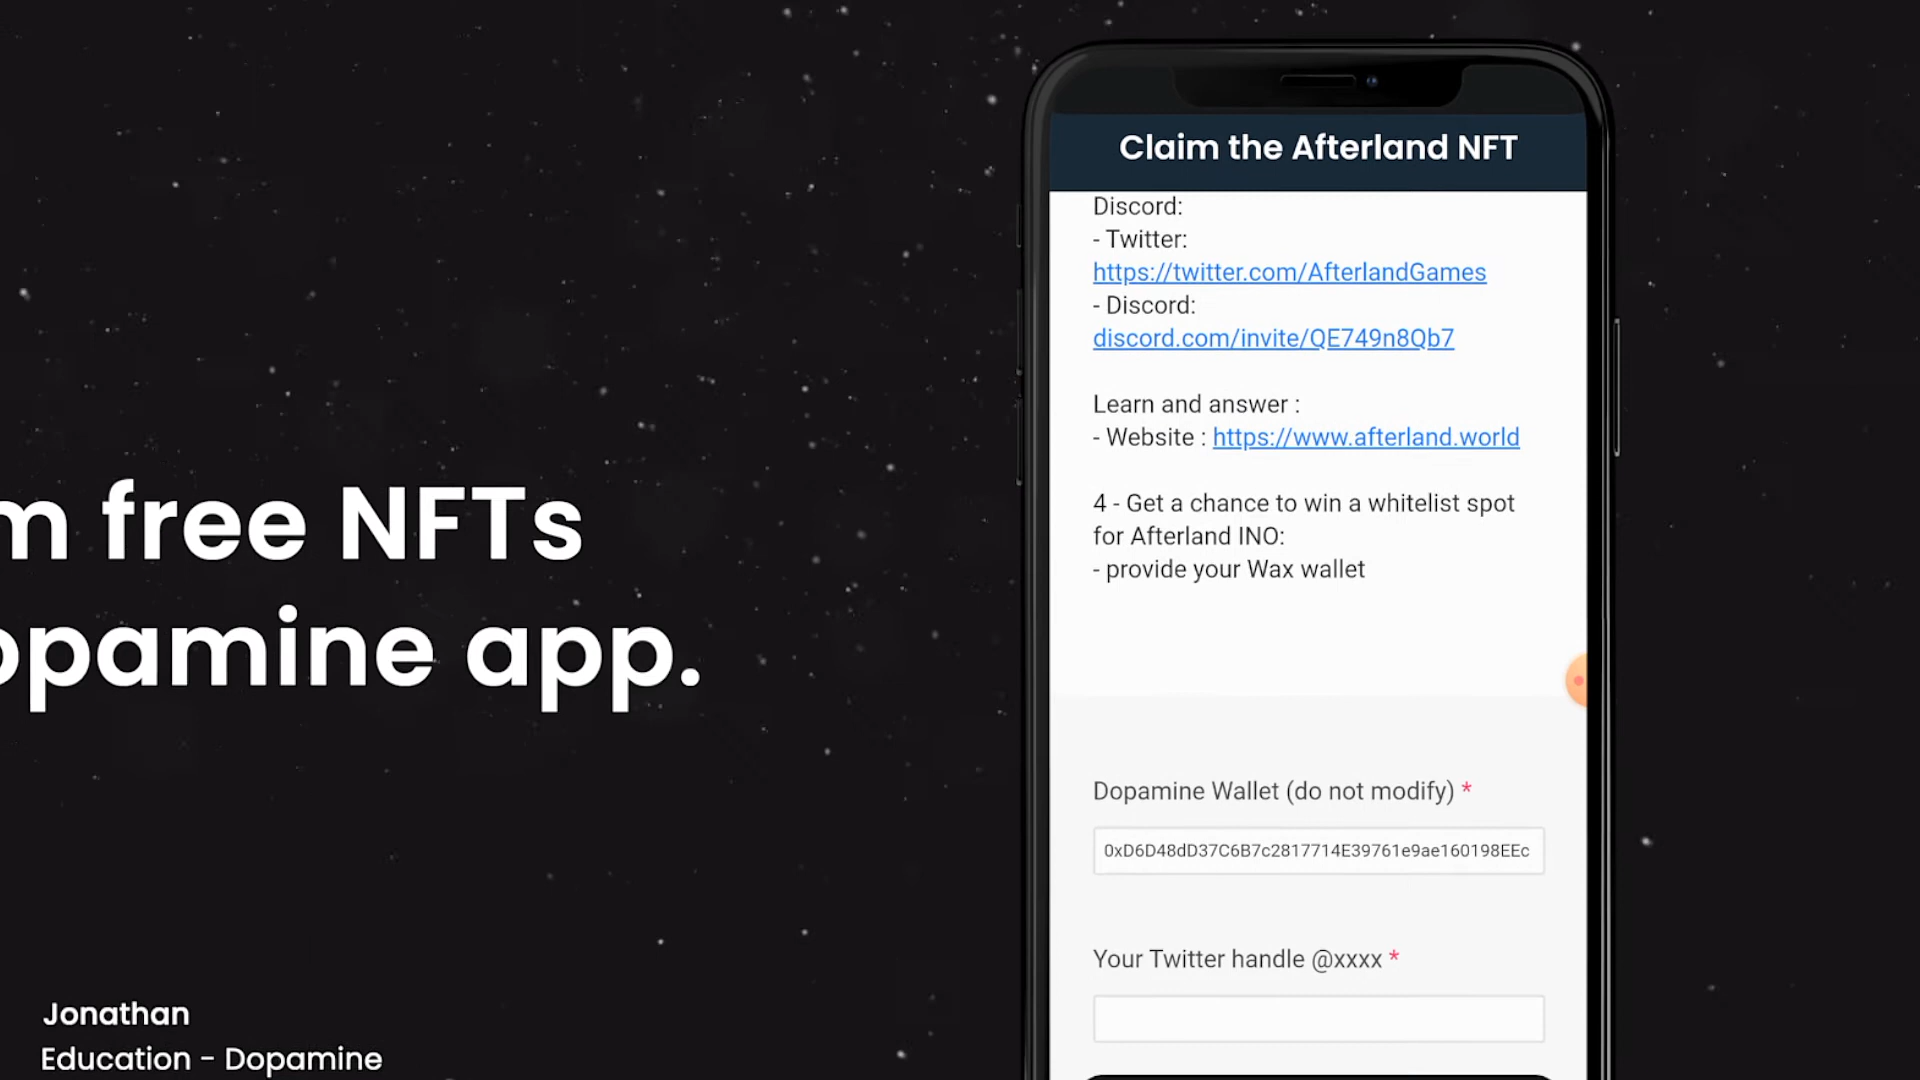 m free NFTs
opamine app.
Jonathan
Education - Dopamine
Claim the Afterland NFT
Discord:
- Twitter:
https://twitter.com/AfterlandGames
- Discord:
discord.com/invite/QE749n8Qb7
Learn and answer :
- Website : https://www.afterland.world
4 - Get a chance to win a whitelist spot
for Afterland INO:
- provide your Wax wallet
Dopamine Wallet (do not modify) *
0xD6D48dD37C6B7c2817714E39761e9ae160198EEc
Your Twitter handle @xxxx *